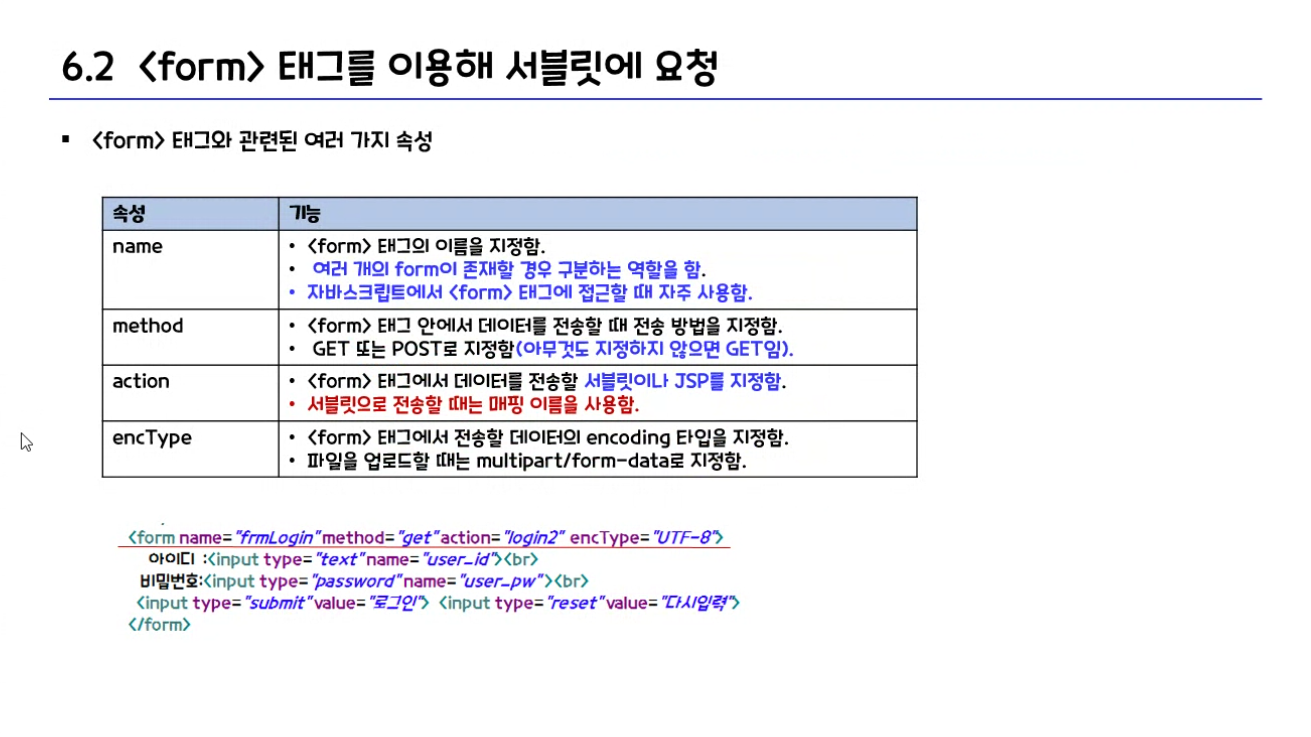 6.2 <form> 태그를 이용해 서블릿에 요청
▪ <form> 태그와 관련된 여러 가지 속성
속성 기능
name
• <form> 태그의 이름을 지정함.
• 여러 개의 form이 존재할 경우 구분하는 역할을 함.
• 자바스크립트에서 <form> 태그에 접근할 때 자주 사용함.
method
• <form> 태그 안에서 데이터를 전송할 때 전송 방법을 지정함.
• GET 또는 POST로 지정함(아무것도 지정하지 않으면 GET임).
action
• <form> 태그에서 데이터를 전송할 서블릿이나 JSP를 지정함.
• 서블릿으로 전송할 때는 매핑 이름을 사용함.
encType
• <form> 태그에서 전송할 데이터의 encoding 타입을 지정함.
• 파일을 업로드할 때는 multipart/form-data로 지정함.
<form name="frmLogin"method="get"action="login2" encType="UTF-8">
아이디 :<input type="text"name="user_id"><br>
비밀번호:<input type="password"name="user_pw"><br>
<input type="submit"value="로그인"> <input type="reset"value="다시입력">
</form>